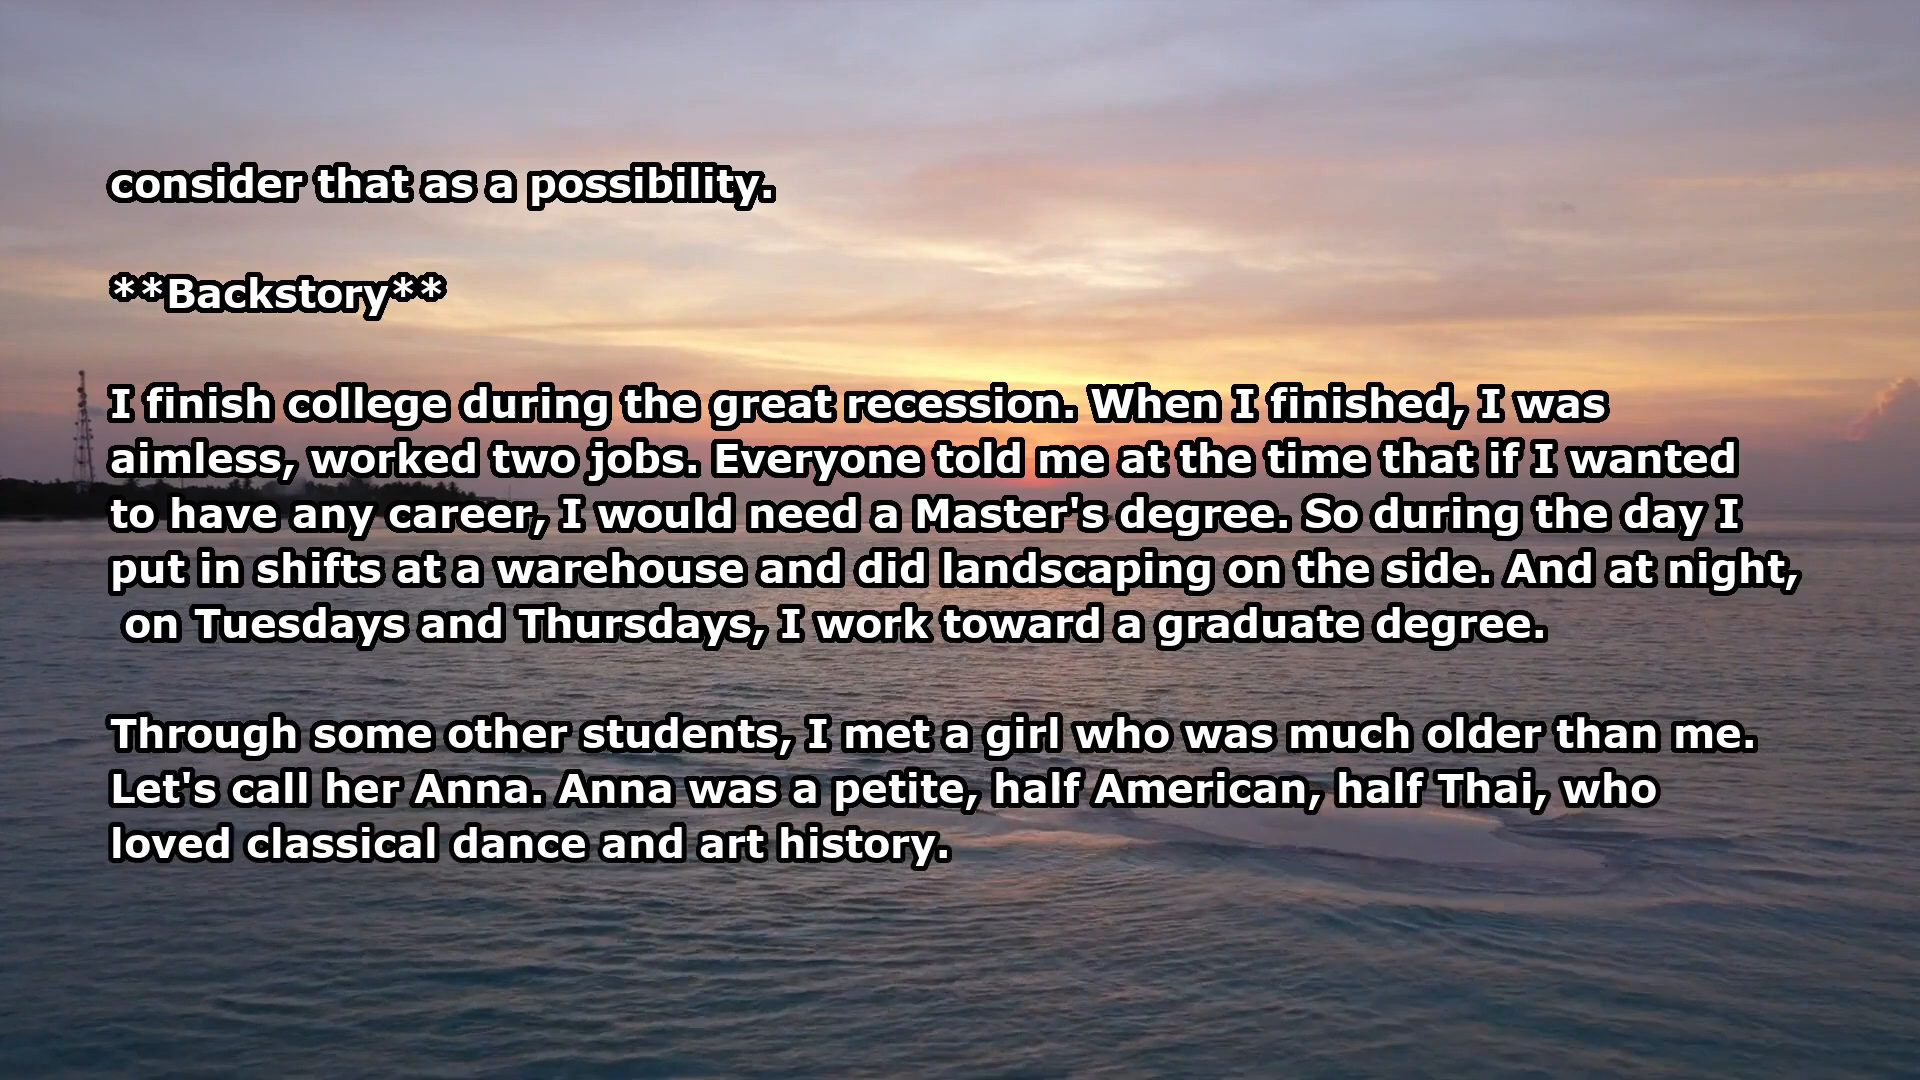 consider that as a possibility.
**Backstory**
I finish college during the great recession. When I finished, I was
aimless, worked two jobs. Everyone told me at the time that if I wanted
to have any career, I would need a Master's degree. So during the day I
put in shifts at a warehouse and did landscaping on the side. And at night,
on Tuesdays and Thursdays, I work toward a graduate degree.
Through some other students, I met a girl who was much older than me.
Let's call her Anna. Anna was a petite, half American, half Thai, who
loved classical dance and art history.